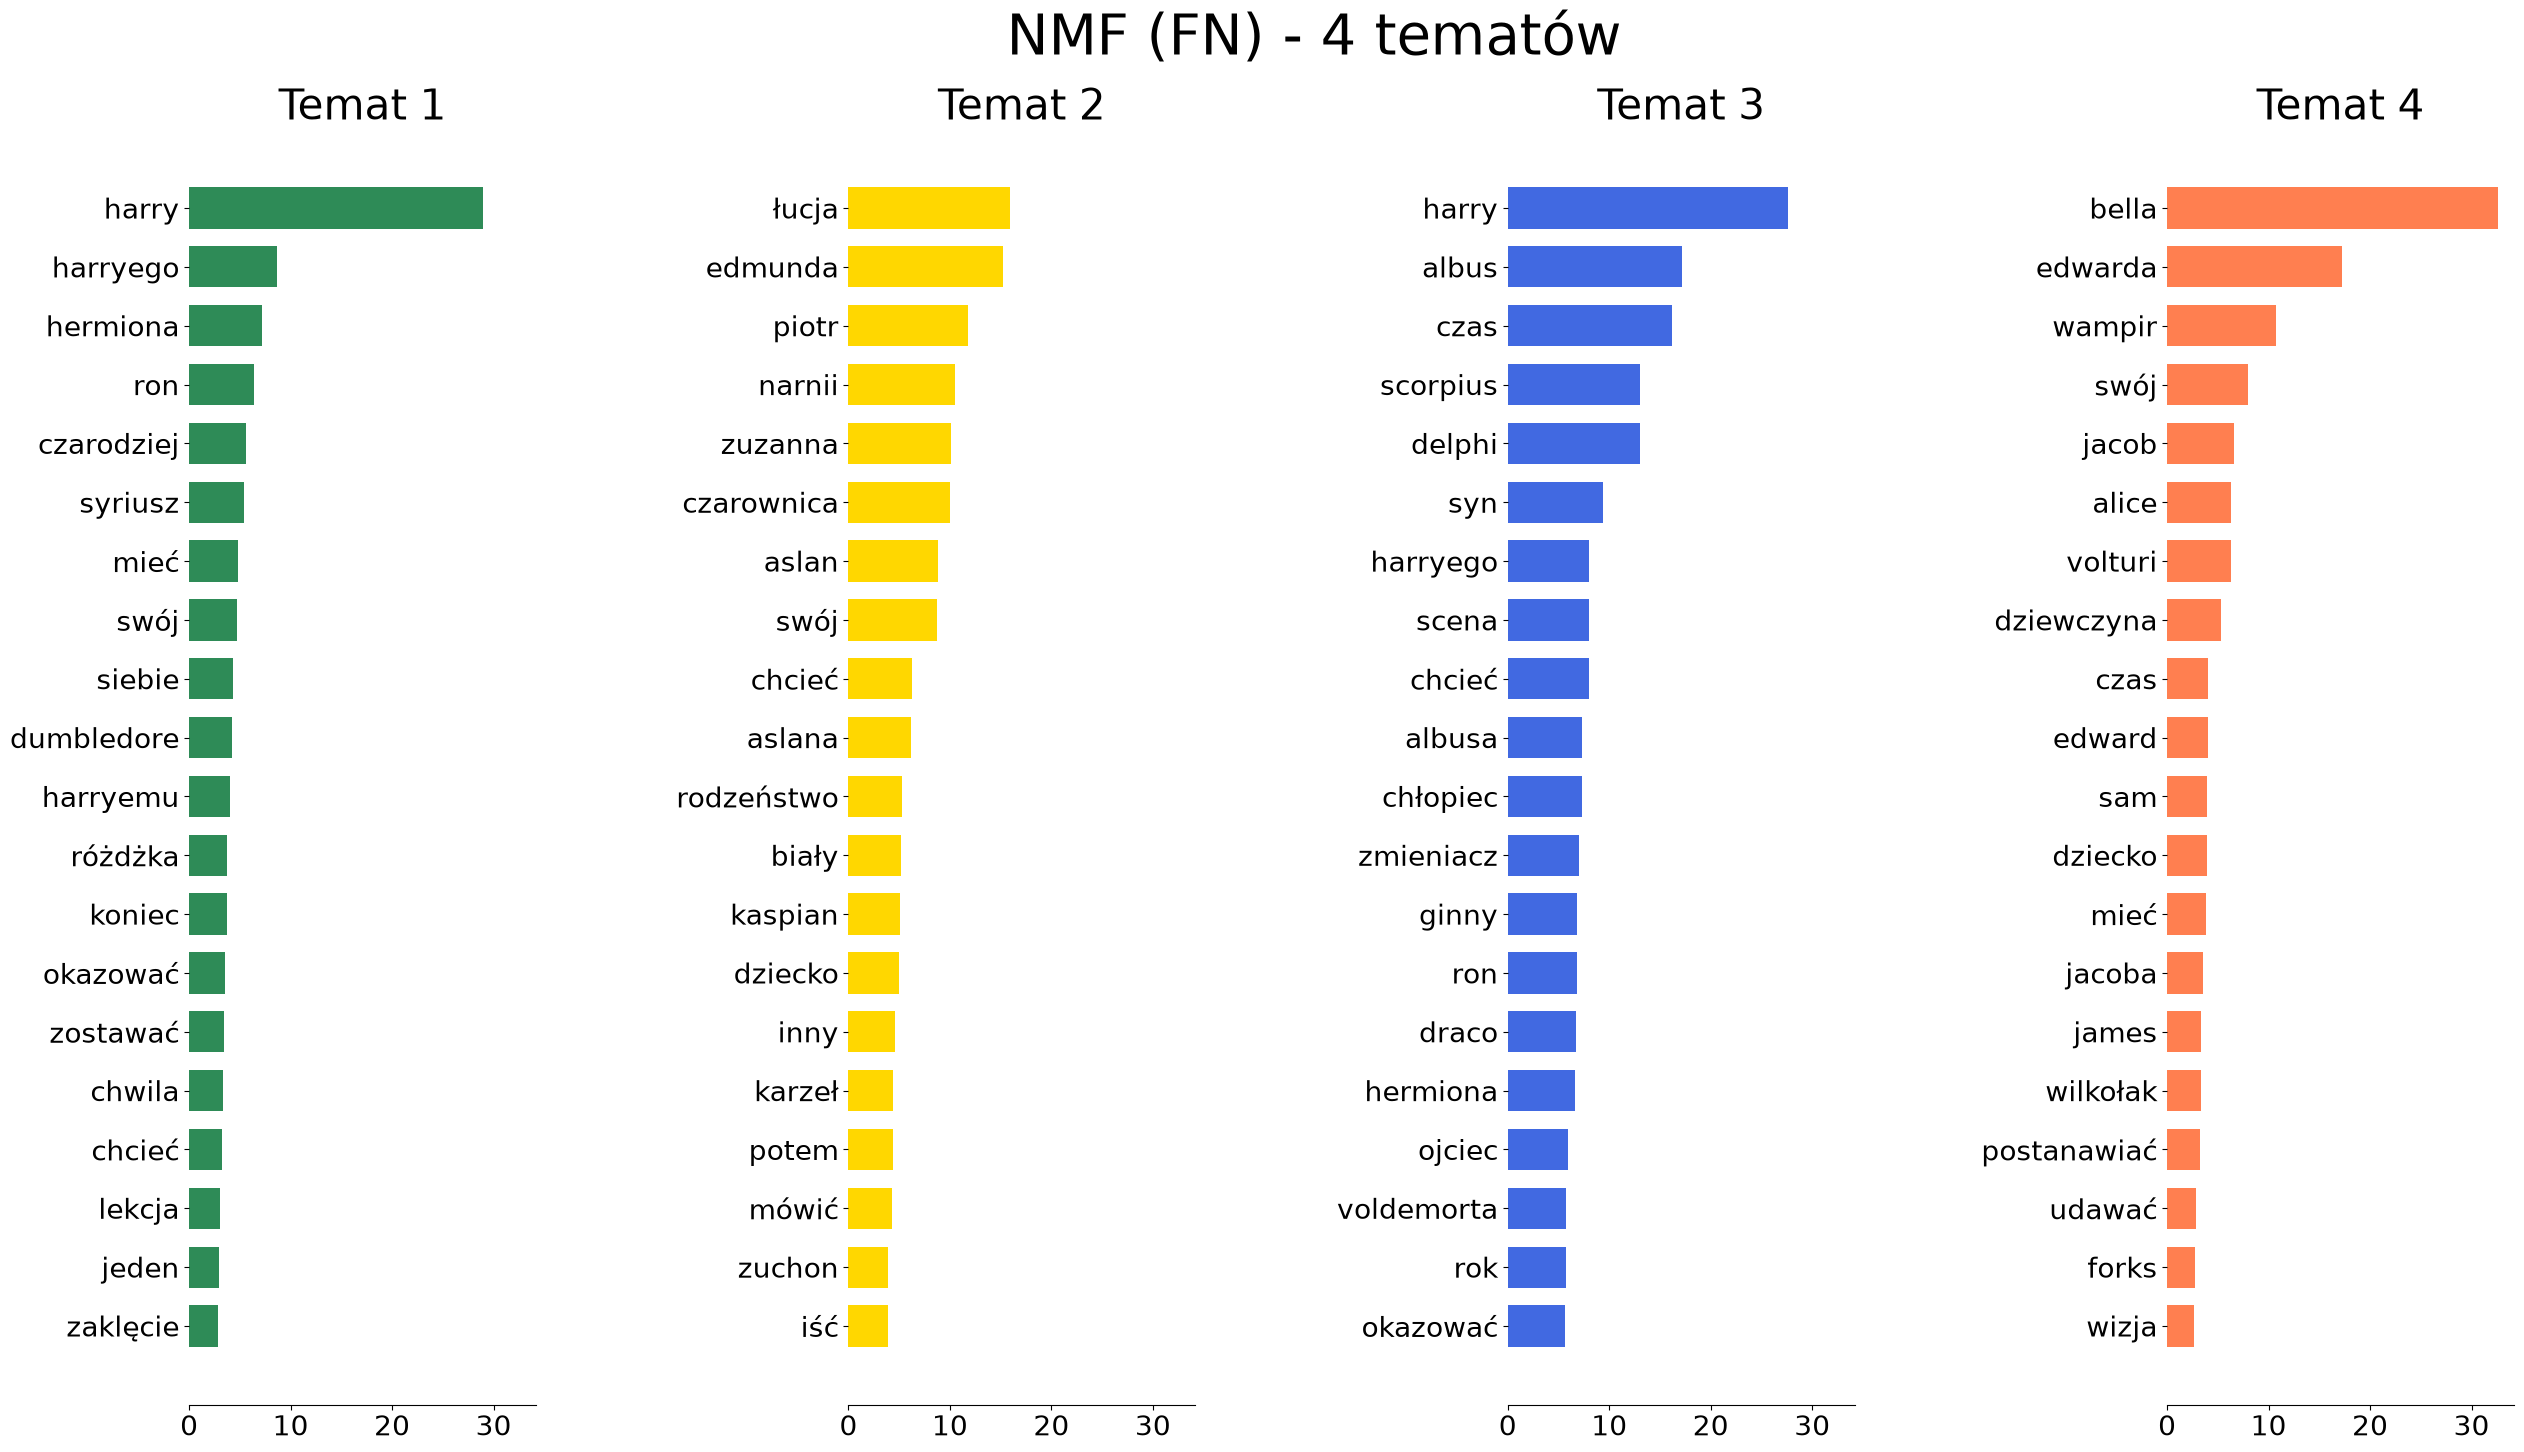 NMF (FN) - 4 tematów
Temat 1
harry
harryego
hermiona
ron
czarodziej
syriusz
mieć
swój
siebie
dumbledore
harryemu
różdżka
koniec
okazować
zostawać
chwila
chcieć
lekcja
jeden
zaklęcie
0 10 20 30
Temat 2
łucja
edmunda
piotr
narnii
zuzanna
czarownica
aslan
swój
chcieć
aslana
rodzeństwo
biały
kaspian
dziecko
inny
karzeł
potem
mówić
zuchon
iść
0 10 20 30
Temat 3
harry
albus
czas
scorpius
delphi
syn
harryego
scena
chcieć
albusa
chłopiec
zmieniacz
ginny
ron
draco
hermiona
ojciec
voldemorta
rok
okazować
0 10 20 30
Temat 4
bella
edwarda
wampir
swój
jacob
alice
volturi
dziewczyna
czas
edward
sam
dziecko
mieć
jacoba
james
wilkołak
postanawiać
udawać
forks
wizja
0 10 20 30